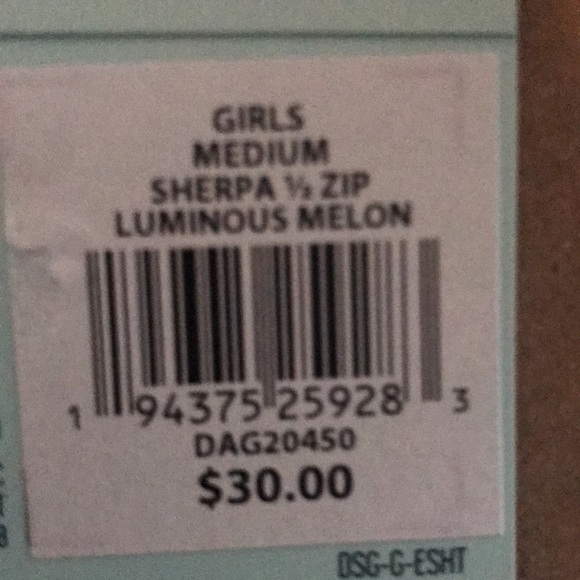 GIRLS
MEDIUM
SHERPA ½ ZIP
LUMINOUS MELON
1 94375 25928 3
DAG20450
$30.00
DSG-G-ESHT